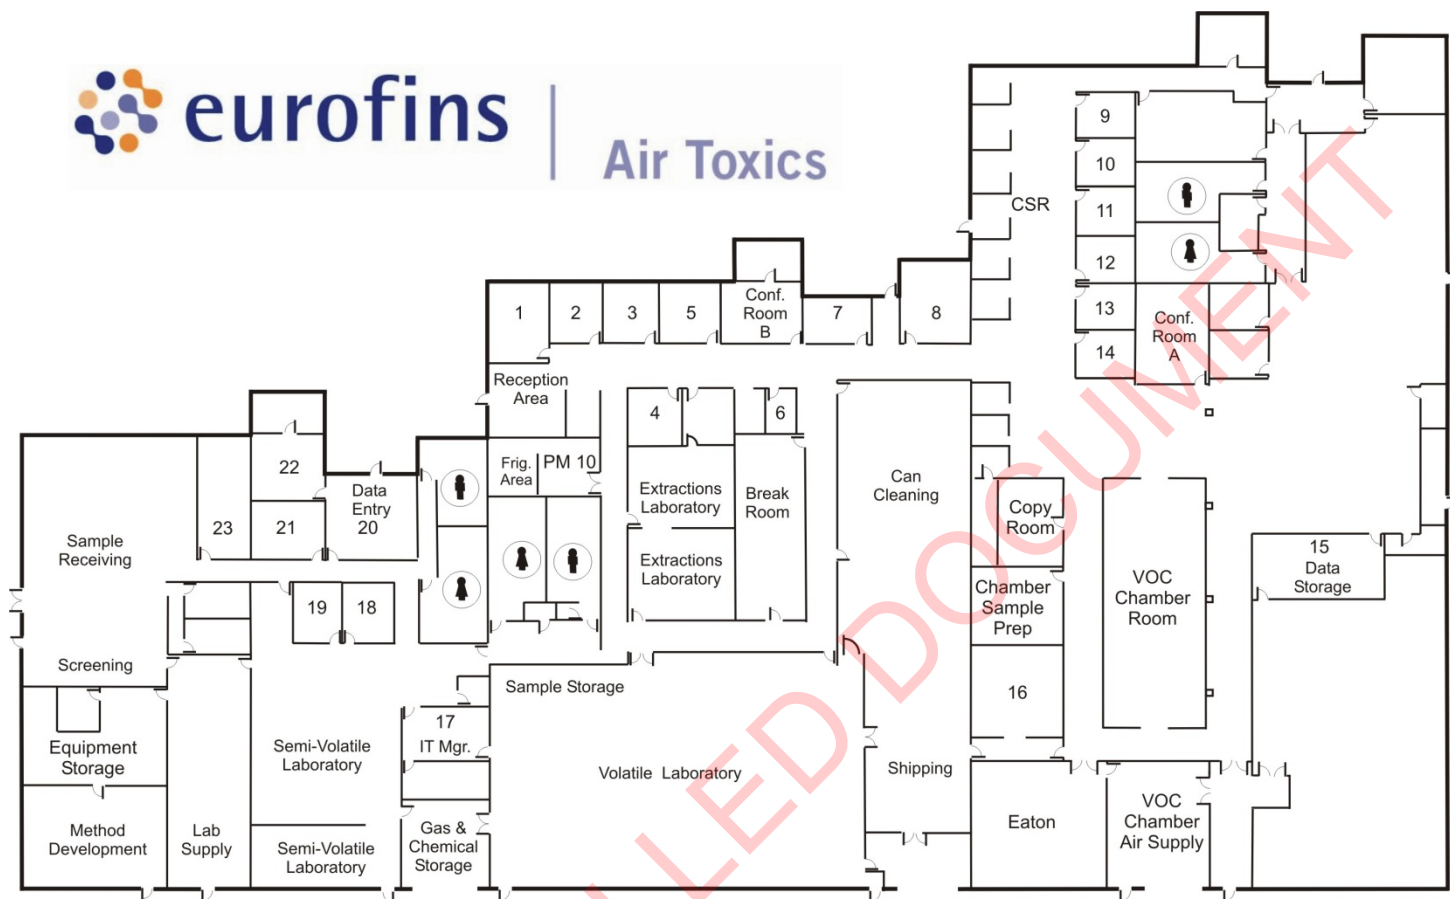 eurofins
Air Toxics
CSR
9
10
11
12
13
14
Conf.
Room
A
1
2
3
5
Conf.
Room
B
7
8
Reception
Area
4
6
Frig.
Area
PM 10
Can
Cleaning
22
Data
Entry
20
21
23
Extractions
Laboratory
Break
Room
Extractions
Laboratory
Copy
Room
Sample
Receiving
15
Data
Storage
VOC
Chamber
Room
Chamber
Sample
Prep
19
18
Screening
Sample Storage
16
17
IT Mgr.
Equipment
Storage
Semi-Volatile
Laboratory
Volatile Laboratory
Shipping
Method
Development
Lab
Supply
Semi-Volatile
Laboratory
Gas &
Chemical
Storage
Eaton
VOC
Chamber
Air Supply
LLED DOCUMENT